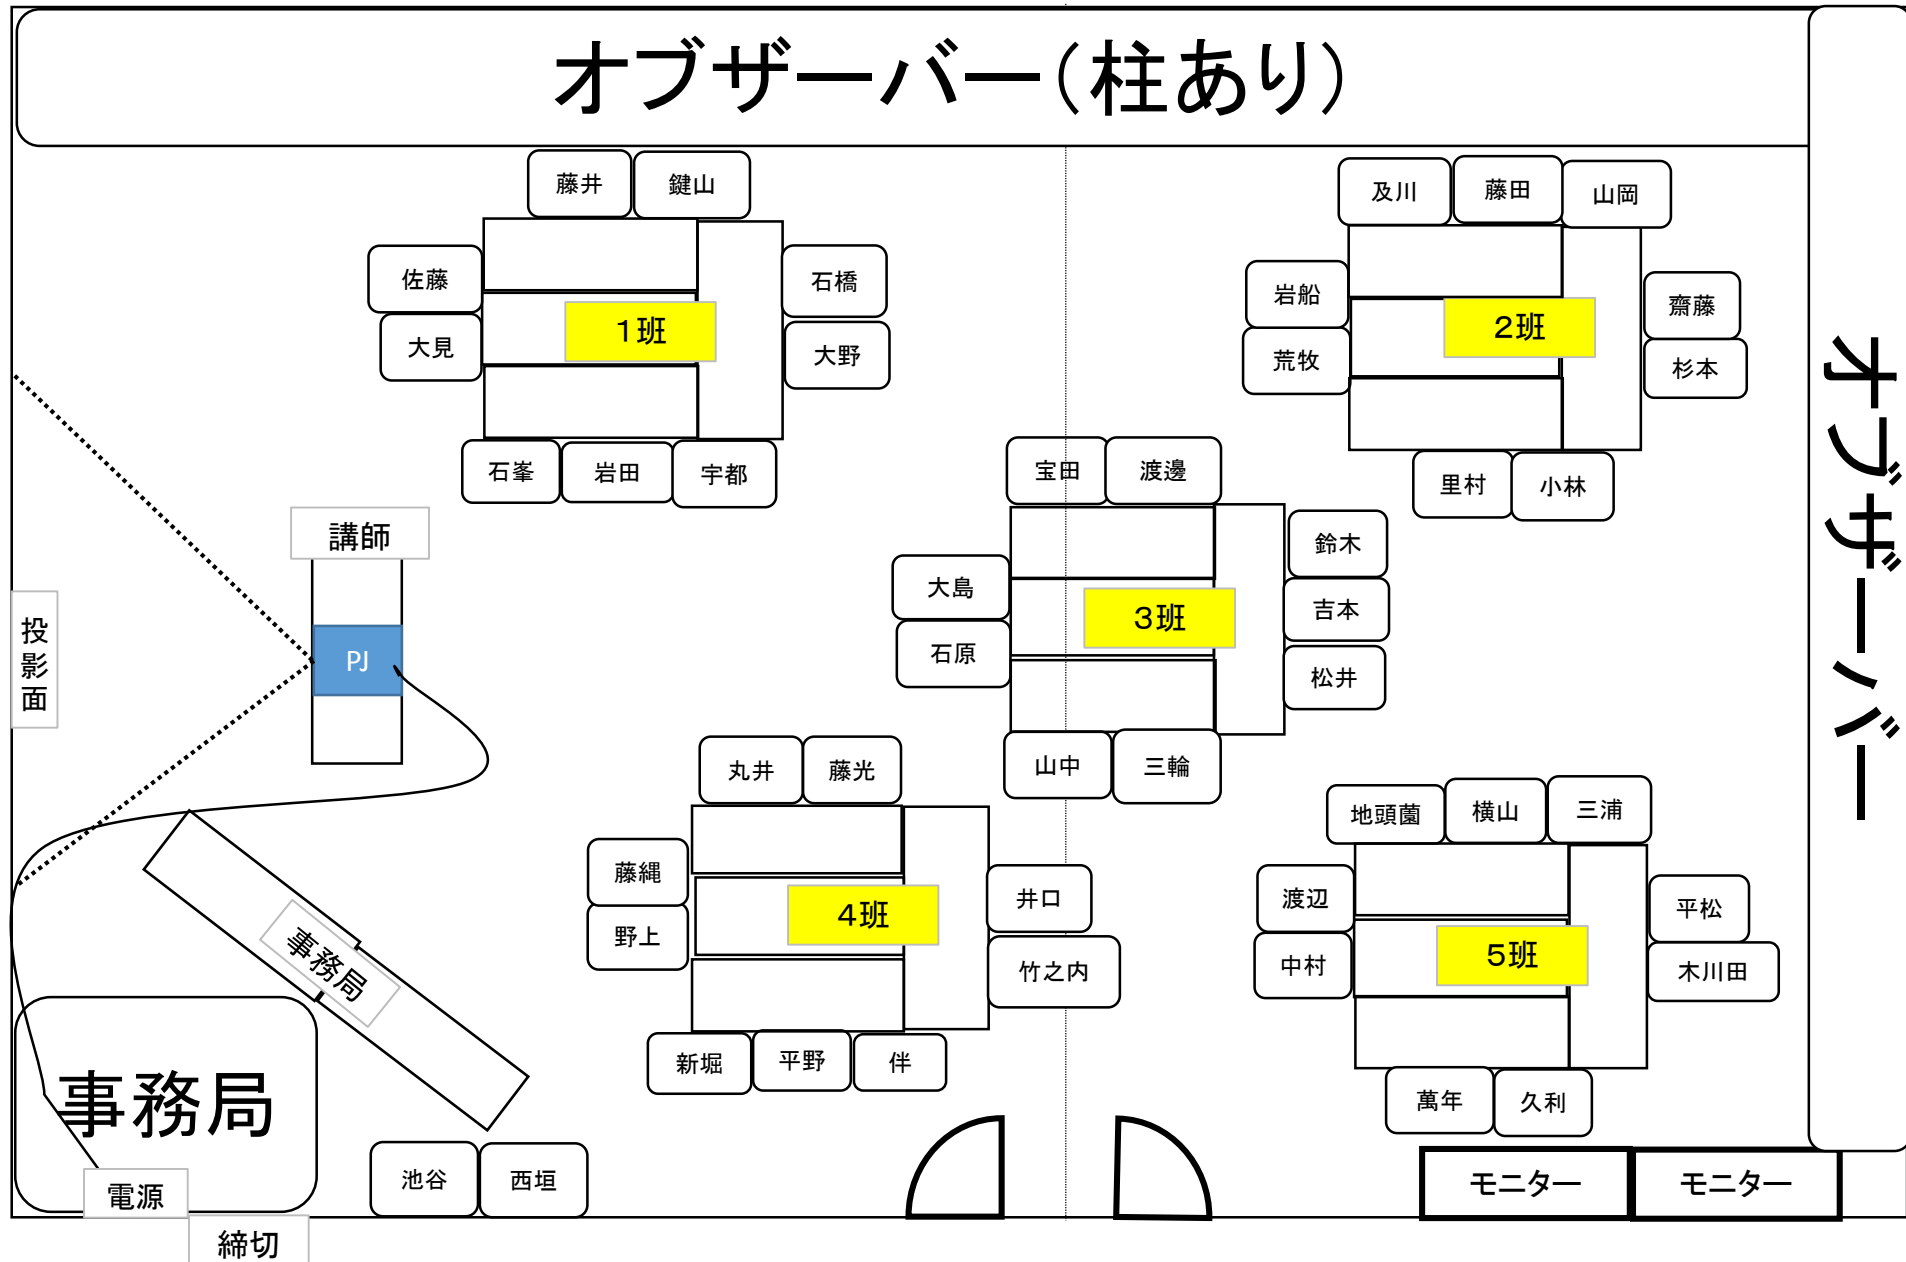 オブザーバー（柱あり）
オブザーバー
藤井
鍵山
佐藤
大見
1班
石橋
大野
石峯
岩田
宇都
及川
藤田
山岡
岩船
荒牧
2班
齋藤
杉本
里村
小林
講師
投影面
PJ
宝田
渡邊
大島
石原
3班
鈴木
吉本
松井
山中
三輪
丸井
藤光
藤縄
野上
4班
井口
竹之内
新堀
平野
伴
地頭薗
横山
三浦
渡辺
中村
5班
平松
木川田
萬年
久利
事務局
事務局
電源
締切
池谷
西垣
モニター
モニター